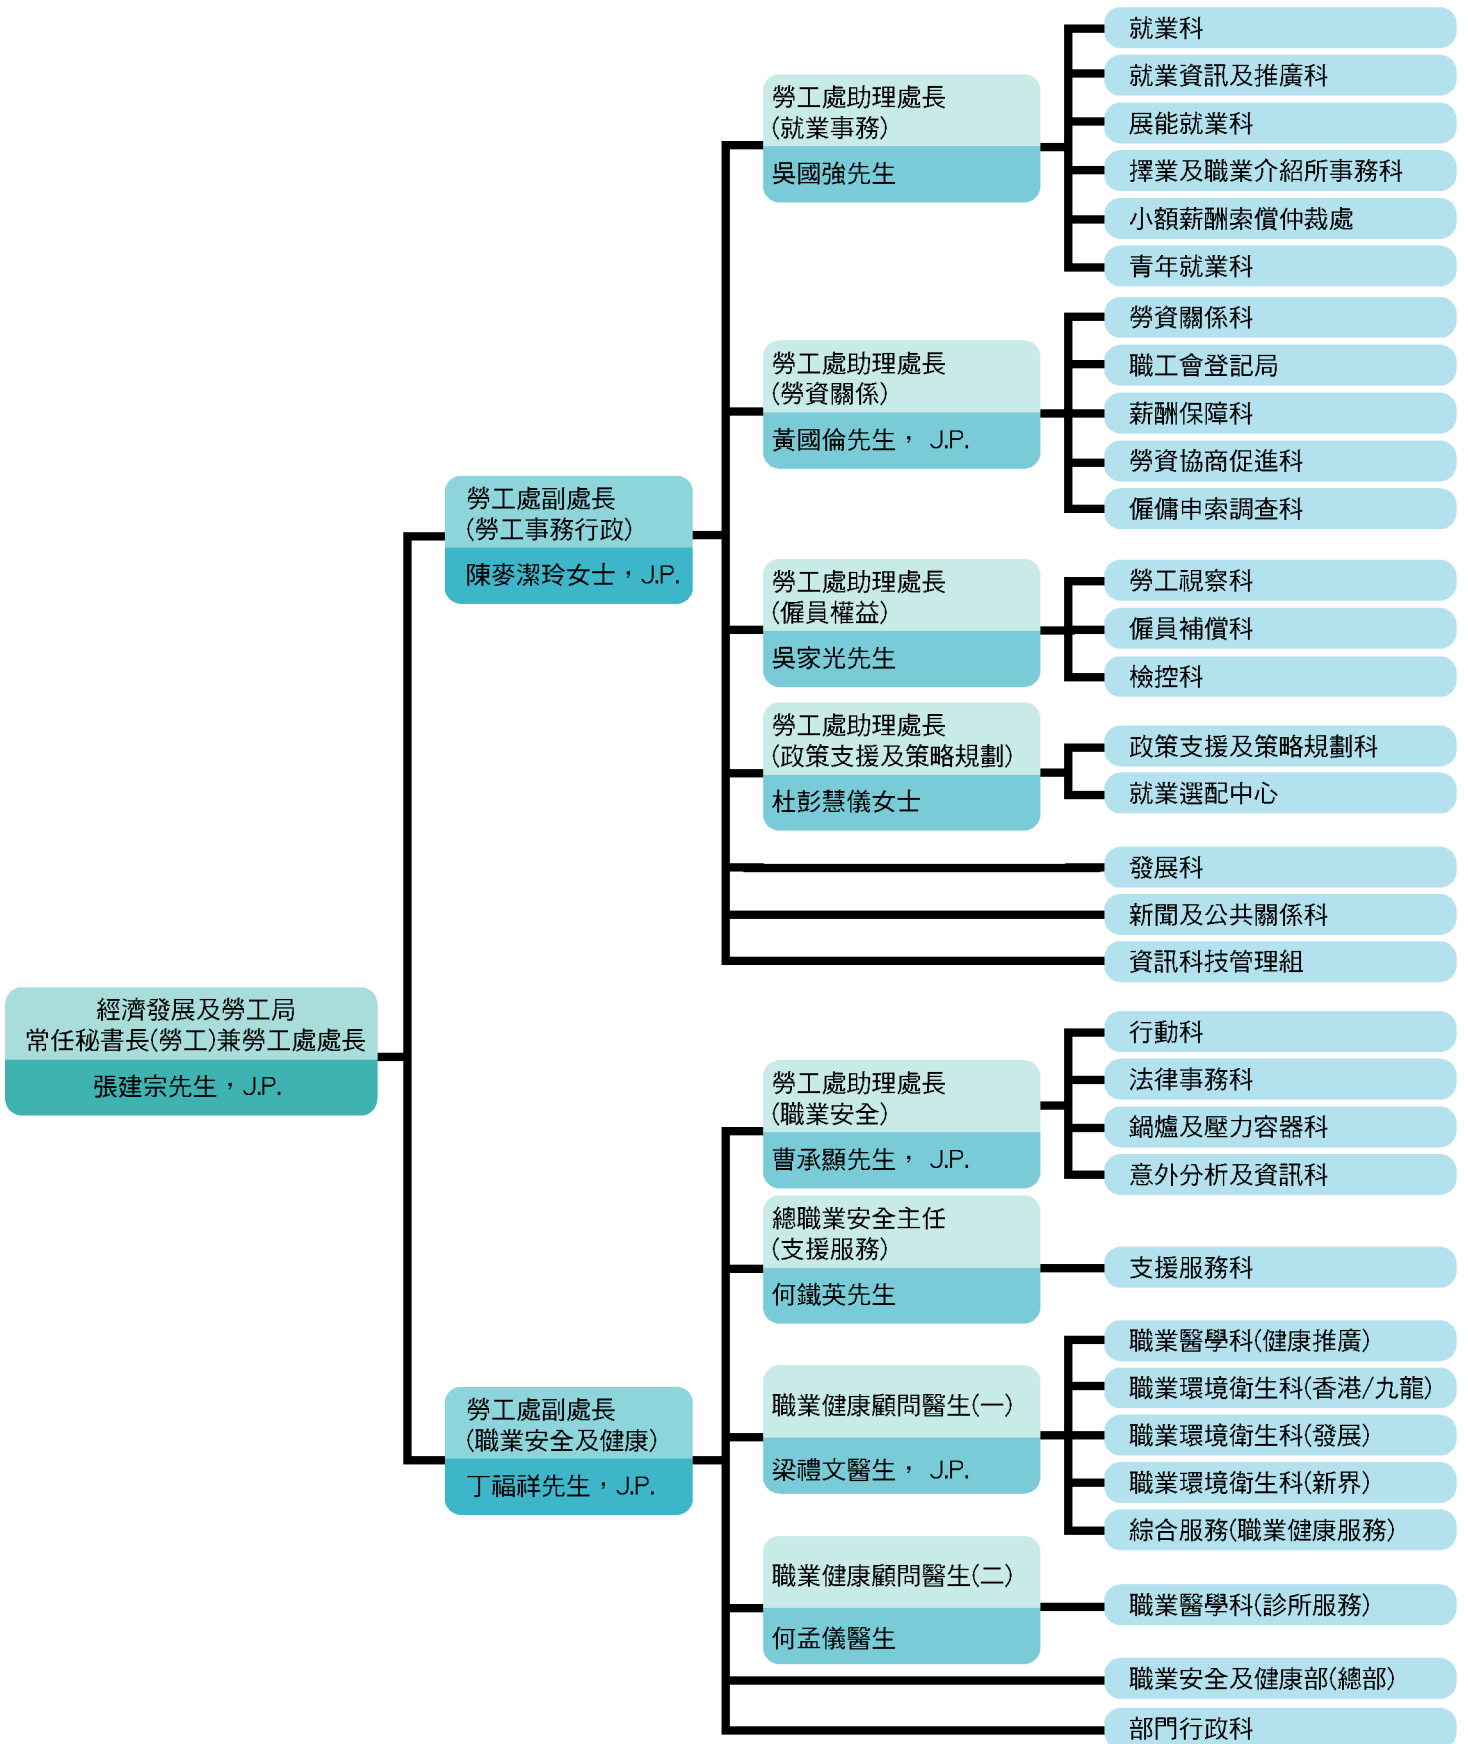 經濟發展及勞工局
常任秘書長(勞工)兼勞工處處長
張建宗先生，J.P.
勞工處副處長
(勞工事務行政)
陳麥潔玲女士，J.P.
勞工處助理處長
(就業事務)
吳國強先生
就業科
就業資訊及推廣科
展能就業科
擇業及職業介紹所事務科
小額薪酬索償仲裁處
青年就業科
勞工處助理處長
(勞資關係)
黃國倫先生， J.P.
勞資關係科
職工會登記局
薪酬保障科
勞資協商促進科
僱傭申索調查科
勞工處助理處長
(僱員權益)
吳家光先生
勞工視察科
僱員補償科
檢控科
勞工處助理處長
(政策支援及策略規劃)
杜彭慧儀女士
政策支援及策略規劃科
就業選配中心
發展科
新聞及公共關係科
資訊科技管理組
勞工處副處長
(職業安全及健康)
丁福祥先生，J.P.
勞工處助理處長
(職業安全)
曹承顯先生， J.P.
行動科
法律事務科
鍋爐及壓力容器科
意外分析及資訊科
總職業安全主任
(支援服務)
何鐵英先生
支援服務科
職業健康顧問醫生(一)
梁禮文醫生， J.P.
職業醫學科(健康推廣)
職業環境衛生科(香港/九龍)
職業環境衛生科(發展)
職業環境衛生科(新界)
綜合服務(職業健康服務)
職業健康顧問醫生(二)
何孟儀醫生
職業醫學科(診所服務)
職業安全及健康部(總部)
部門行政科